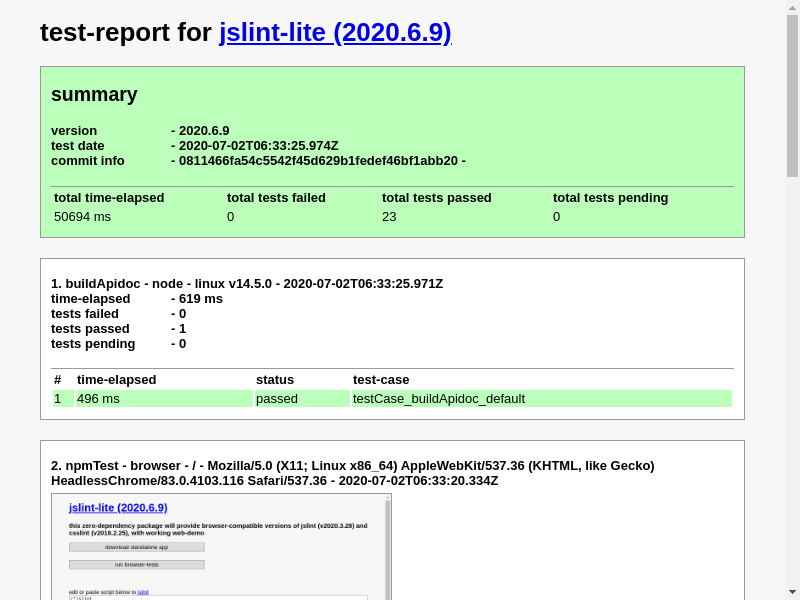 test-report for jslint-lite (2020.6.9)
summary
version - 2020.6.9
test date - 2020-07-02T06:33:25.974Z
commit info - 0811466fa54c5542f45d629b1fedef46bf1abb20 -
total time-elapsed total tests failed total tests passed total tests pending
50694 ms 0 23 0
1. buildApidoc - node - linux v14.5.0 - 2020-07-02T06:33:25.971Z
time-elapsed - 619 ms
tests failed - 0
tests passed - 1
tests pending - 0
# time-elapsed status test-case
1 496 ms passed testCase_buildApidoc_default
2. npmTest - browser - / - Mozilla/5.0 (X11; Linux x86_64) AppleWebKit/537.36 (KHTML, like Gecko)
HeadlessChrome/83.0.4103.116 Safari/537.36 - 2020-07-02T06:33:20.334Z
jslint-lite (2020.6.9)
this zero-dependency package will provide browser-compatible versions of jslint (v2020.3.28) and
csslint (v2018.2.25), with working web-demo
download standalone app
run browser-tests
edit or paste script below to jslint
/*jslint